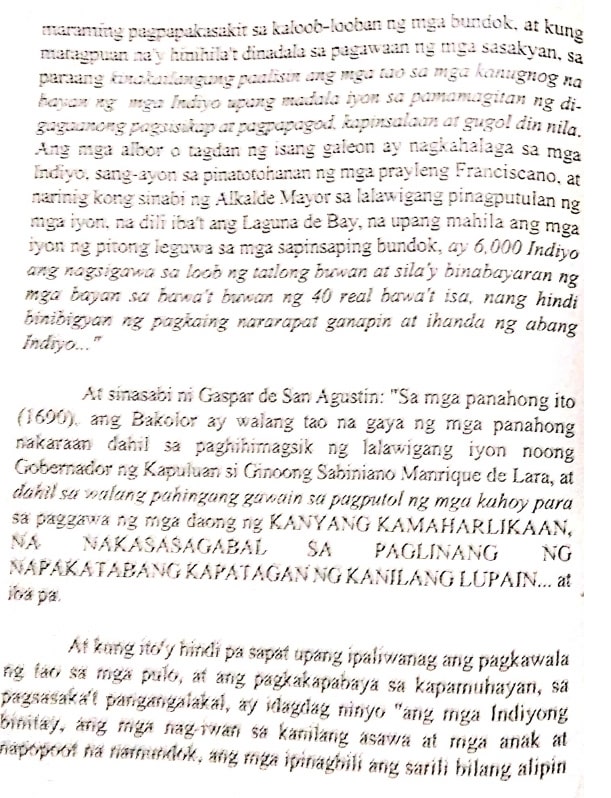 maraming pagpapakasakit sa kaloob-looban ng mga bundok, at kung
matagpuan na'y hinihila't dinadala sa pagawaan ng mga sasakyan, sa
paraang kinakailangang paalisin ang mga tao sa mga kanugnog na
bayan ng mga Indiyo upang madala iyon sa pamamagitan ng di-
gagaanong pagsisikap at pagpapagod, kapinsalaan at gugol din nila.
Ang mga albor o tagdan ng isang galeon ay nagkahalaga sa mga
Indiyo, sang-ayon sa pinatotohanan ng mga prayleng Franciscano, at
narinig kong sinabi ng Alkalde Mayor sa lalawigang pinagputulan ng
mga iyon, na dili iba't ang Laguna de Bay, na upang mahila ang mga
iyon ng pitong leguwa sa mga sapinsaping bundok, ay 6,000 Indiyo
ang nagsigawa sa loob ng tatlong buwan at sila'y binabayaran ng
mga bayan sa bawa't buwan ng 40 real bawa't isa, nang hindi
binibigyan ng pagkaing nararapat ganapin at ihanda ng abang
Indiyo..."
At sinasabi ni Gaspar de San Agustin: "Sa mga panahong ito
(1690), ang Bakolor ay walang tao na gaya ng mga panahong
nakaraan dahil sa paghihimagsik ng lalawigang iyon noong
Gobernador ng Kapuluan si Ginoong Sabiniano Manrique de Lara, at
dahil sa walang pahingang gawain sa pagputol ng mga kahoy para
sa paggawa ng mga daong ng KANYANG KAMAHARLIKAAN,
NA NAKASASAGABAL SA PAGLINANG NG
NAPAKATABANG KAPATAGAN NG KANILANG LUPAIN... at
iba pa.
At kung ito'y hindi pa sapat upang ipaliwanag ang pagkawala
ng tao sa mga pulo, at ang pagkakapabaya sa kapamuhayan, sa
pagsasaka't pangangalakal, ay idagdag ninyo "ang mga Indiyong
binitay, ang mga nag-iwan sa kanilang asawa at mga anak at
napopoot na namundok, ang mga ipinagbili ang sarili bilang alipin